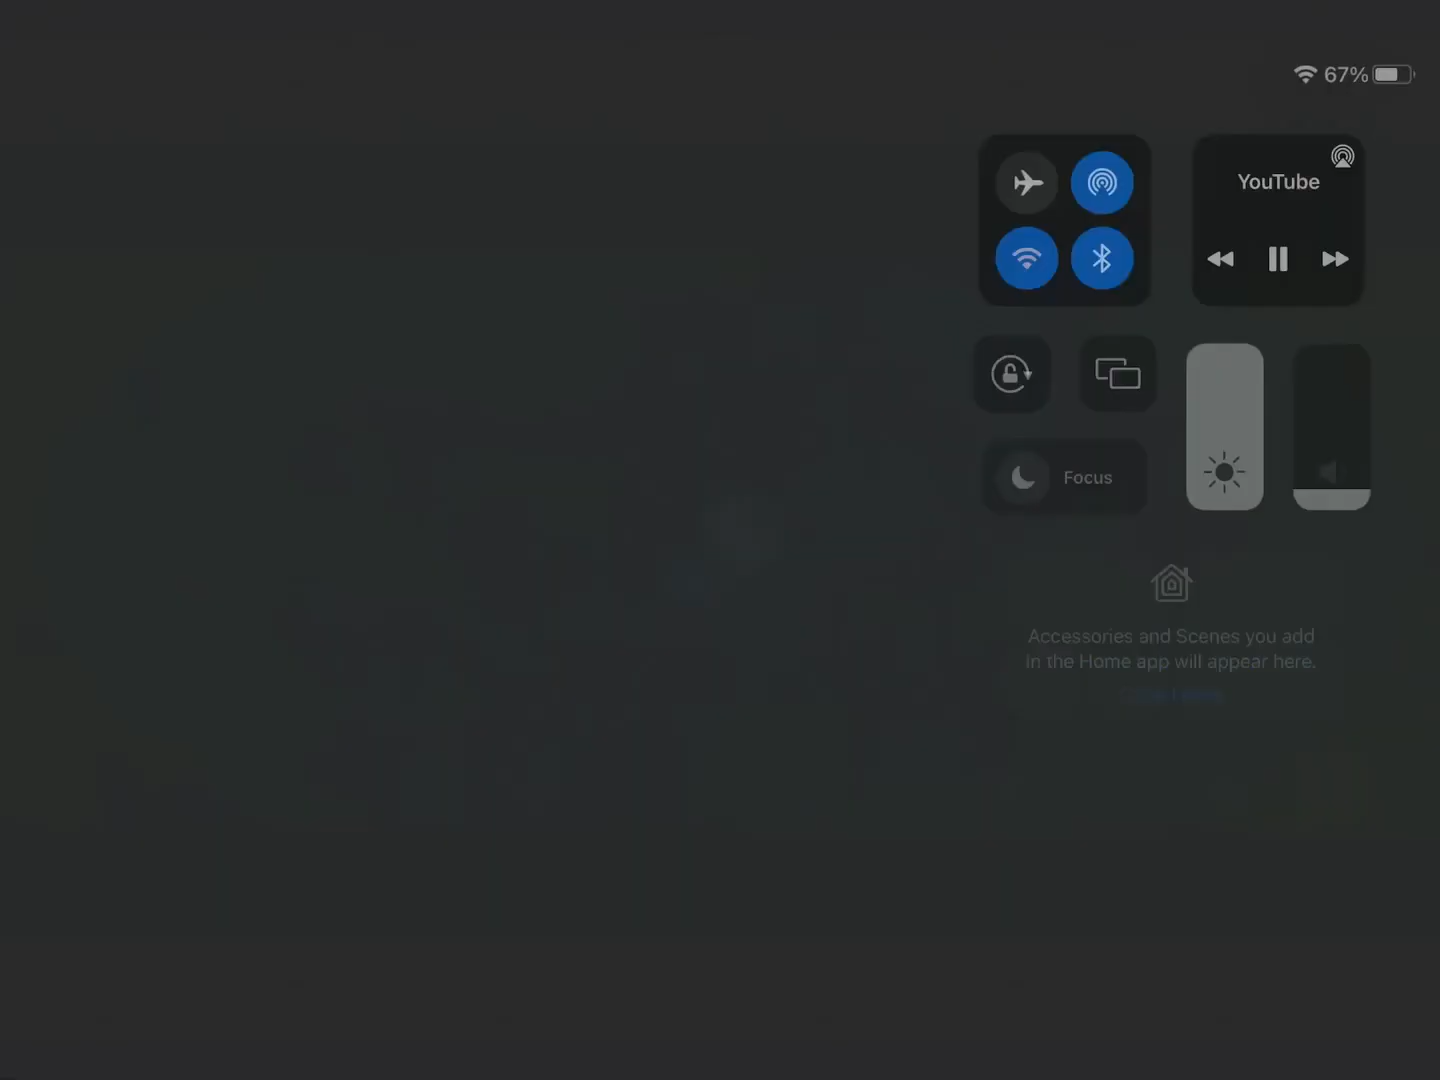 67%
YouTube
Focus
Accessories and Scenes you add
in the Home app will appear here.